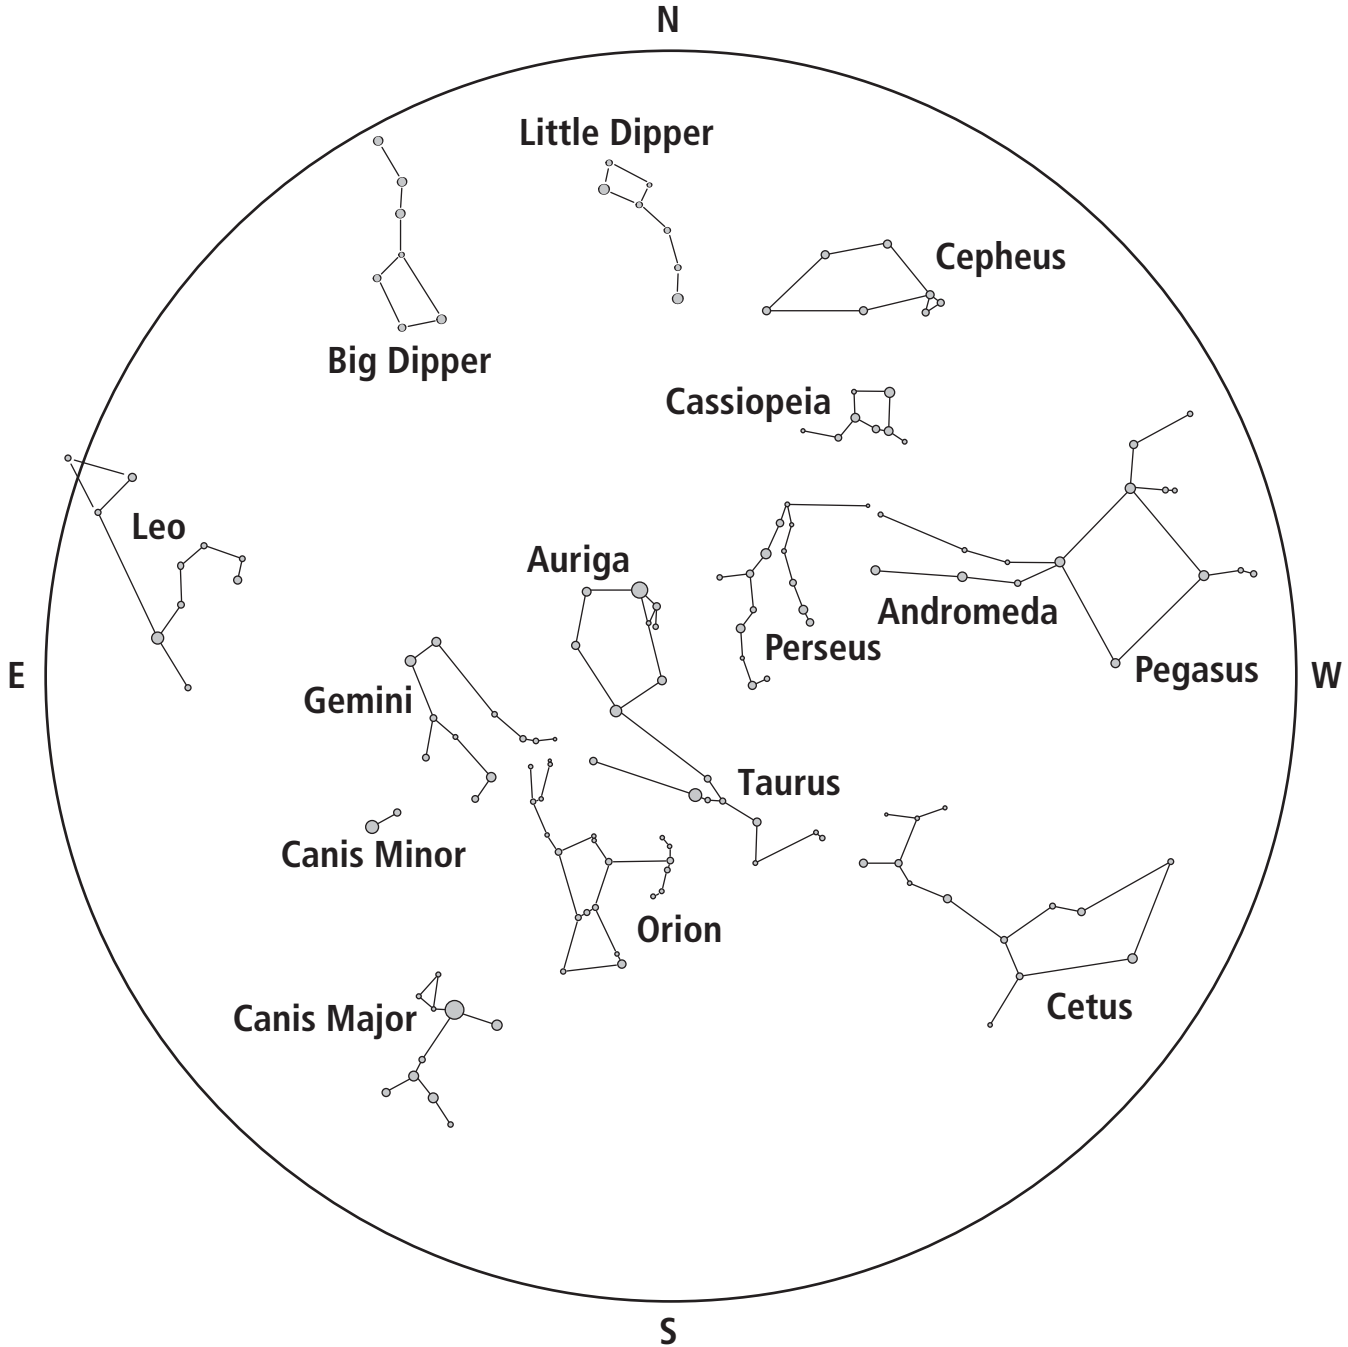 N
Little Dipper
Cepheus
Big Dipper
Cassiopeia
Leo
Auriga
Andromeda
Perseus
E
Pegasus
W
Gemini
Taurus
Canis Minor
Orion
Canis Major
Cetus
S